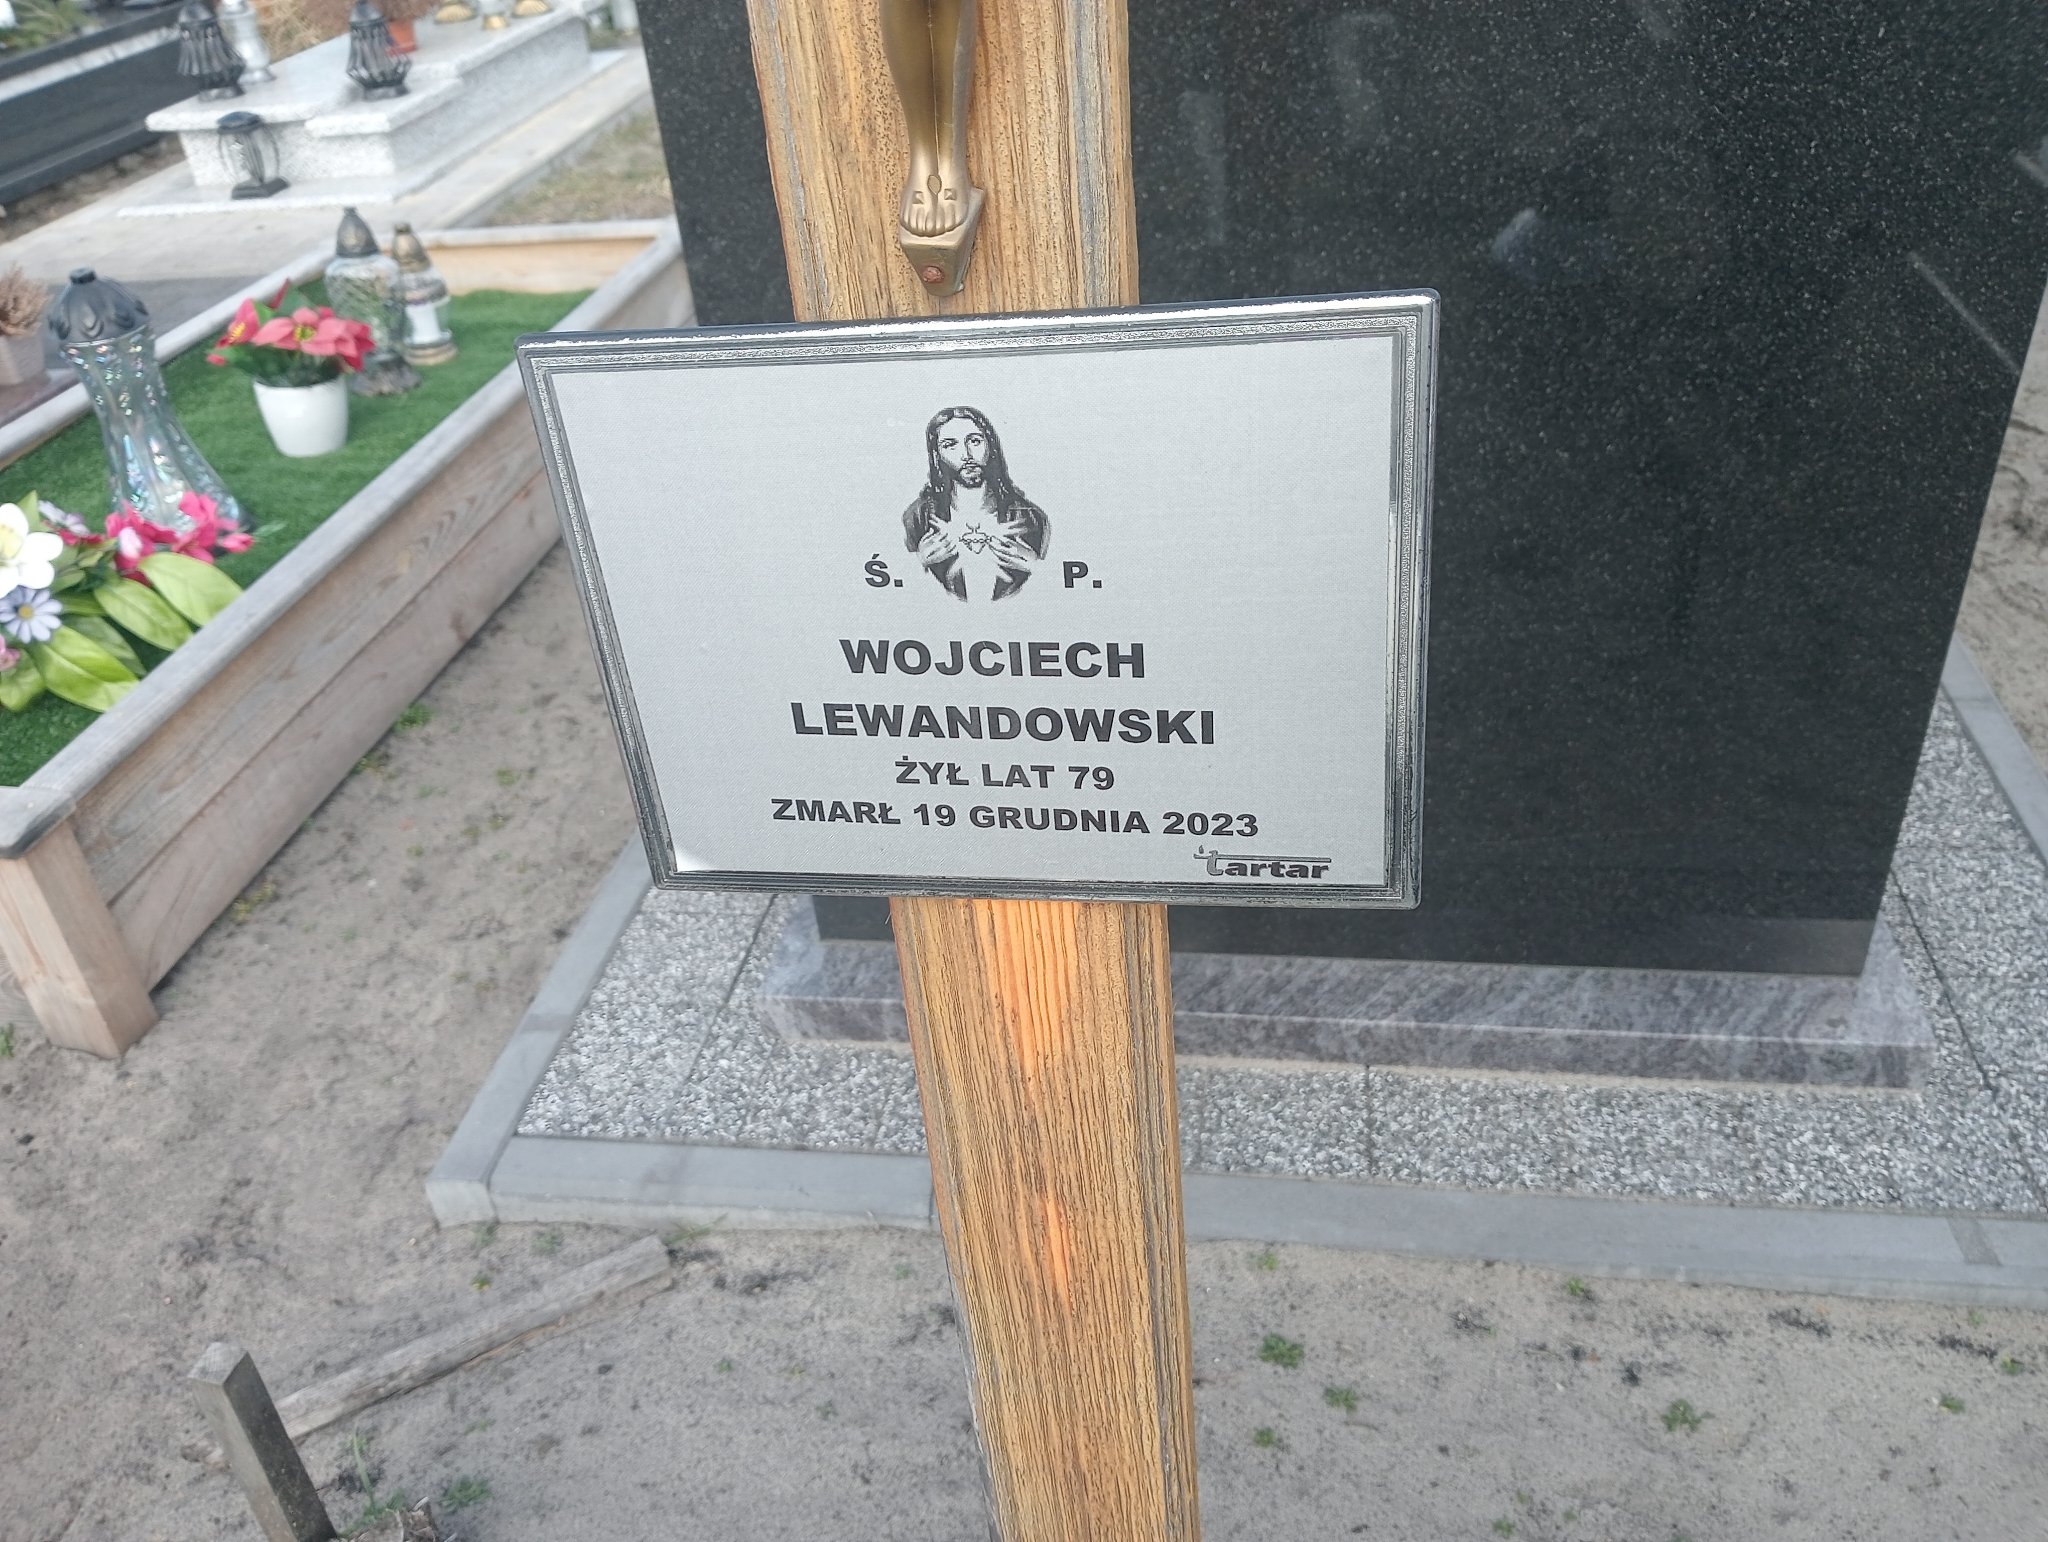 Ś. P.
WOJCIECH
LEWANDOWSKI
ŻYŁ LAT 79
ZMARŁ 19 GRUDNIA 2023
tartar